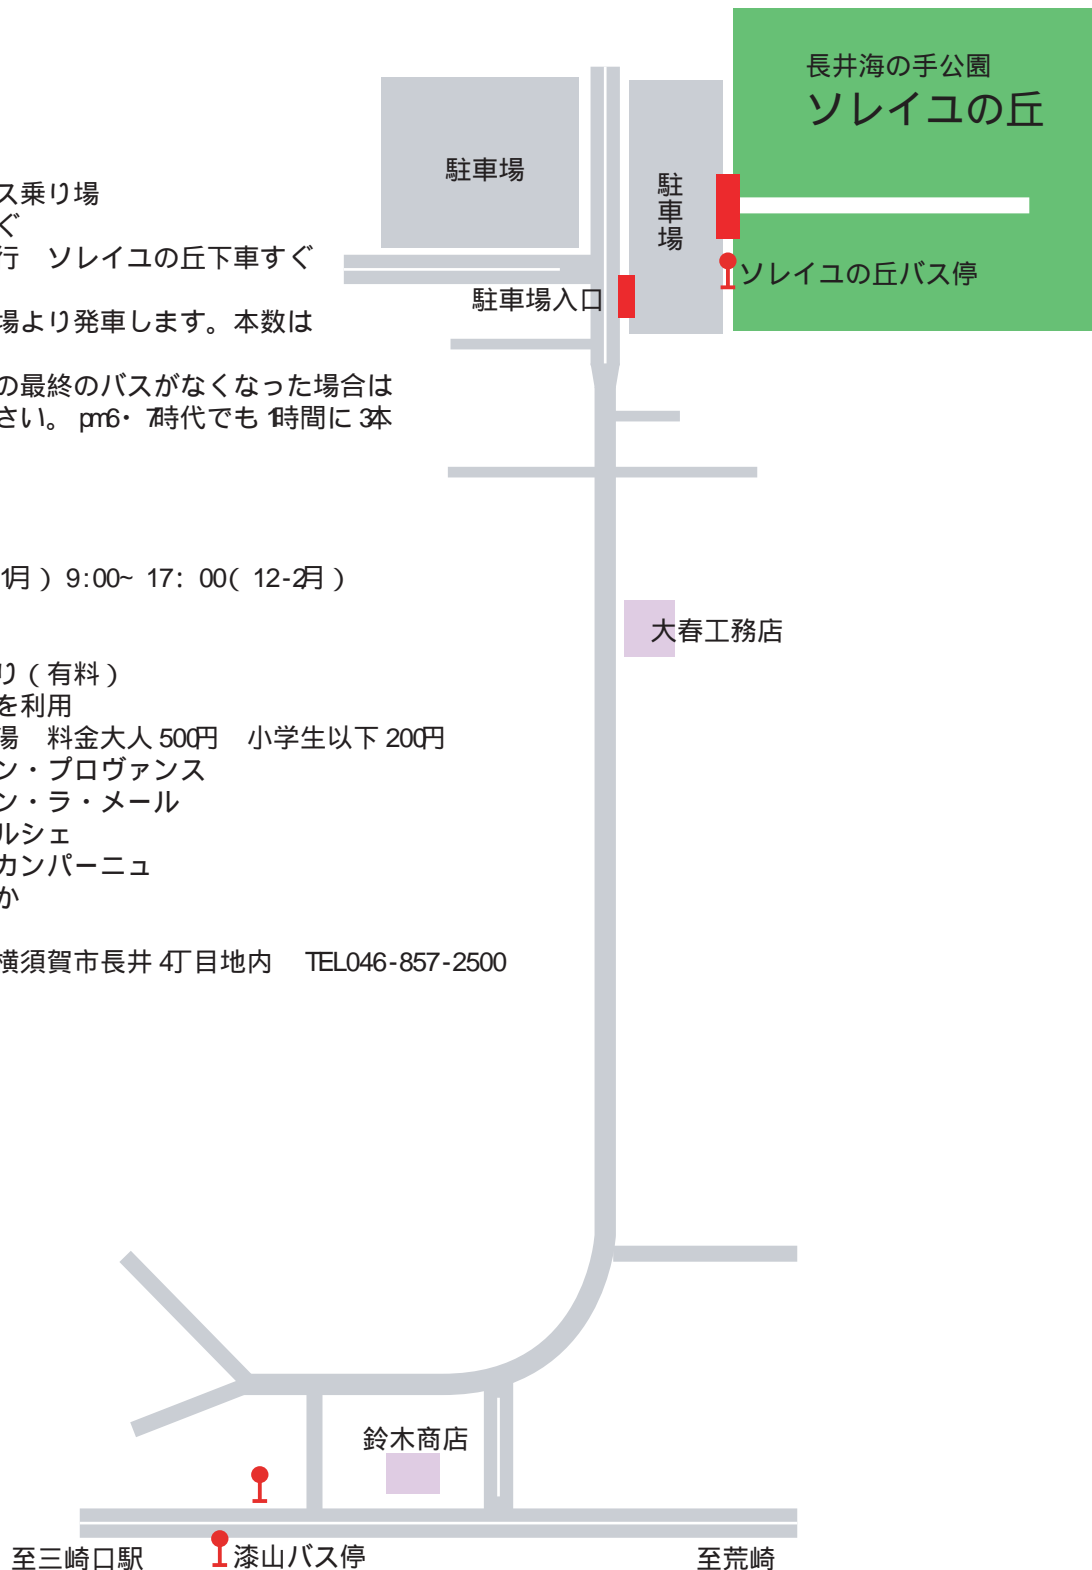 長井海の手公園
ソレイユの丘
駐車場
駐車場
ス乗り場
ぐ
行　ソレイユの丘下車すぐ
ソレイユの丘バス停
駐車場入口
場より発車します。本数は
の最終のバスがなくなった場合は
さい。pm6・7時代でも1時間に3本
1月）9:00~ 17: 00( 12-2月）
大春工務店
り（有料）
を利用
湯　料金大人500円　小学生以下200円
ン・プロヴァンス
ン・ラ・メール
ルシェ
カンパーニュ
か
横須賀市長井4丁目地内　TEL046-857-2500
鈴木商店
至三崎口駅
漆山バス停
至荒崎